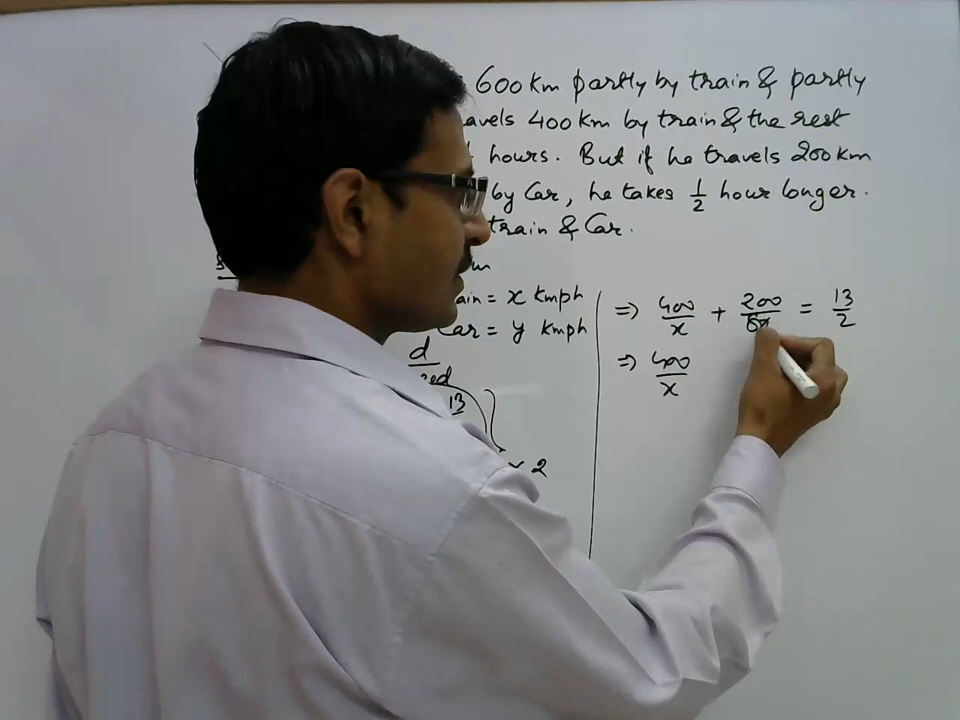 600 km partly by train & partly
avels 400 km by train & the rest
hours. But if he travels 200 km
by Car, he takes 1/2 hour longer.
train & Car.
m
ain = x kmph
Car = y kmph
d
13
2
⇒ 400/x + 200/ = 13/2
⇒ 400/x